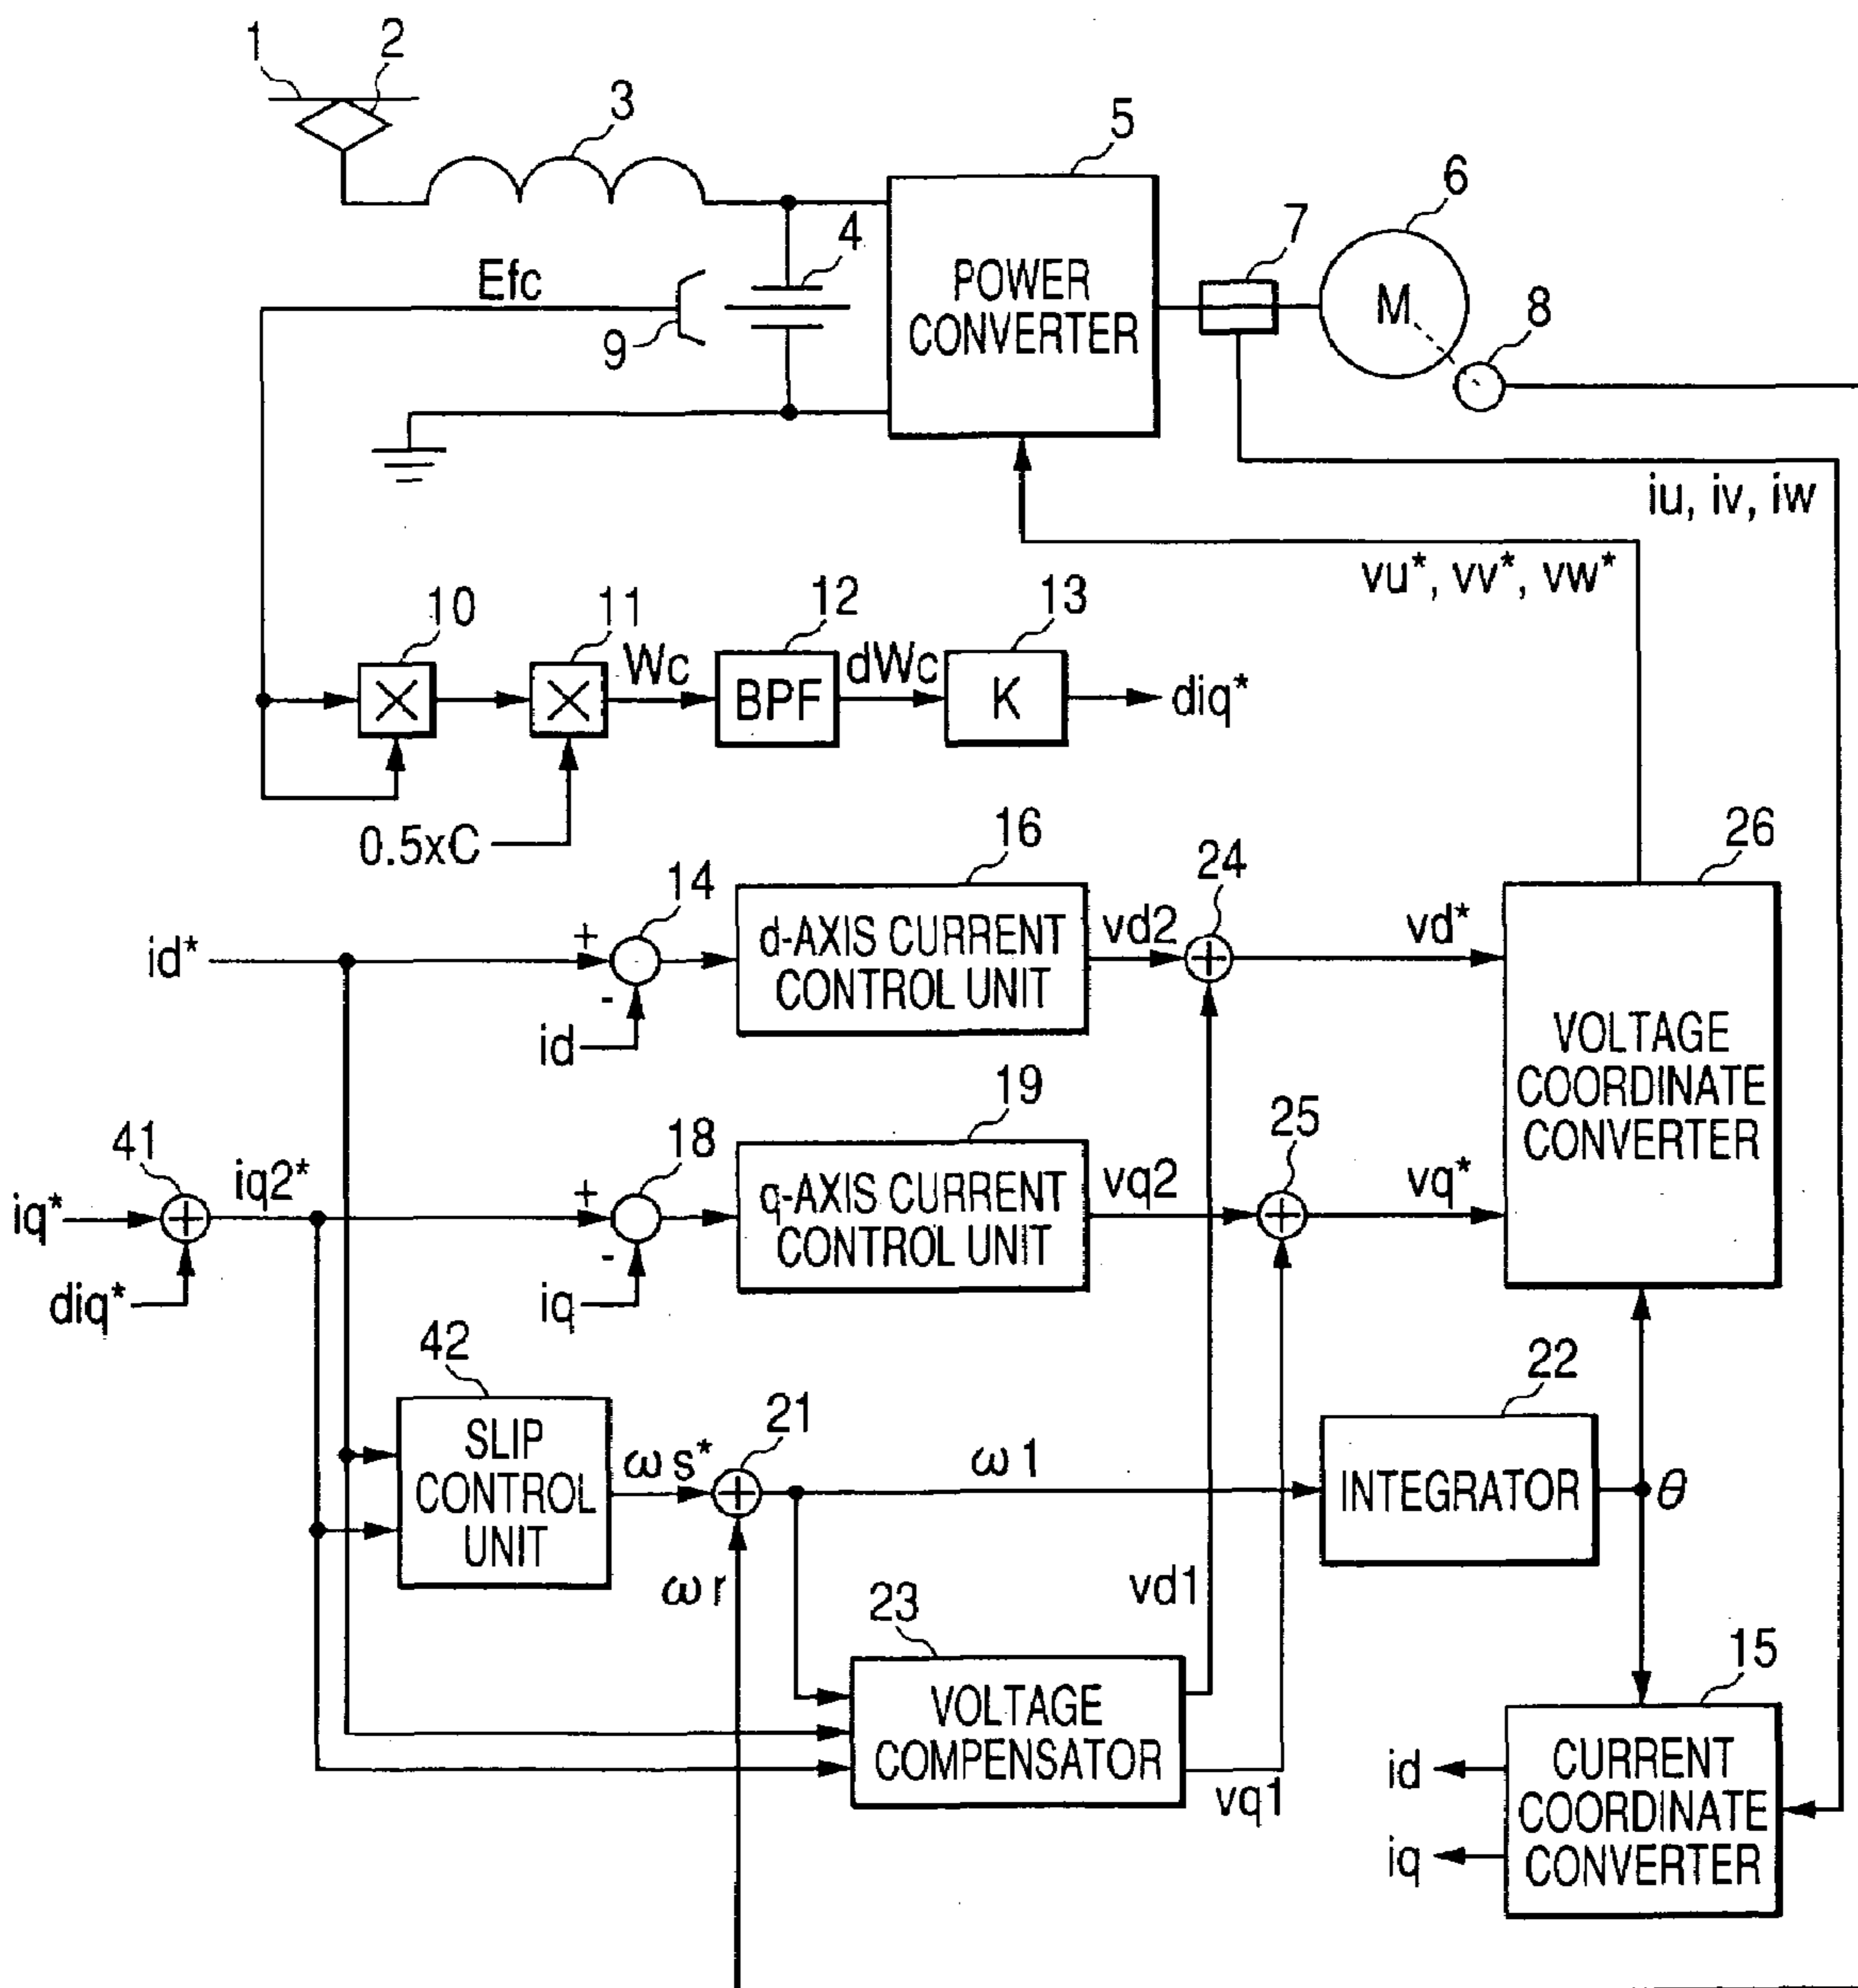 1
2
3
5
6
7
4
8
Efc
9
POWER
CONVERTER
M
iu, iv, iw
vu*, vv*, vw*
10
11
12
13
Wc
BPF
dWc
K
diq*
0.5xC
16
24
26
14
id*
+
-
id
d-AXIS CURRENT
CONTROL UNIT
vd2
vd*
VOLTAGE
COORDINATE
CONVERTER
41
18
19
25
iq*
iq2*
diq*
+
-
iq
q-AXIS CURRENT
CONTROL UNIT
vq2
vq*
42
SLIP
CONTROL
UNIT
ωs*
21
ω1
22
INTEGRATOR
θ
ωr
23
vd1
VOLTAGE
COMPENSATOR
vq1
15
id
iq
CURRENT
COORDINATE
CONVERTER